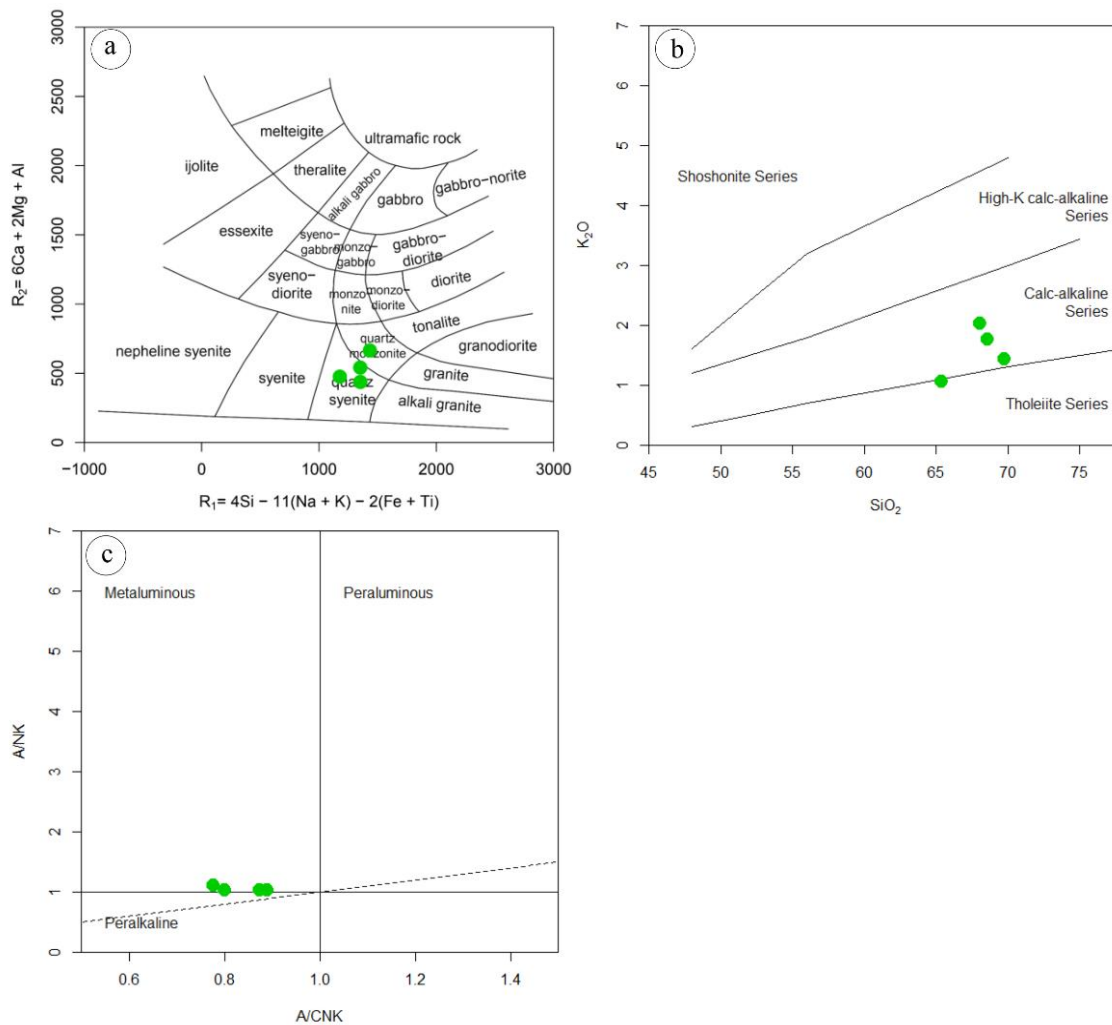 a
3000
2500
2000
1500
1000
500
0
R₂= 6Ca + 2Mg + Al
melteigite
ultramafic rock
ijolite
theralite
alkali gabbro
gabbro
gabbro−norite
essexite
syeno-
gabbro
monzo-
gabbro
gabbro-
diorite
syeno-
diorite
monzo-
nite
monzo-
diorite
diorite
tonalite
nepheline syenite
quartz
monzonite
granodiorite
syenite
granite
quartz
syenite
alkali granite
−1000
0
1000
2000
3000
R₁= 4Si − 11(Na + K) − 2(Fe + Ti)
b
7
6
5
4
3
2
1
0
K₂O
Shoshonite Series
High-K calc-alkaline
Series
Calc-alkaline
Series
Tholeiite Series
45
50
55
60
65
70
75
SiO₂
c
7
6
5
4
3
2
1
0
A/NK
Metaluminous
Peraluminous
Peralkaline
0.6
0.8
1.0
1.2
1.4
A/CNK